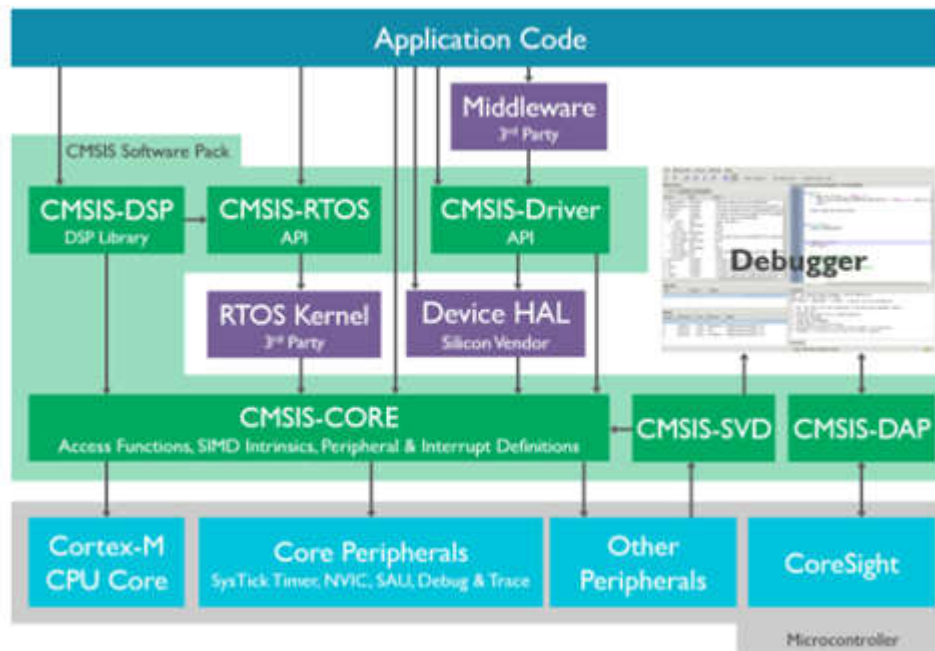 Application Code
Middleware
3rd Party
CMSIS Software Pack
CMSIS-DSP
DSP Library
CMSIS-RTOS
API
CMSIS-Driver
API
Debugger
RTOS Kernel
3rd Party
Device HAL
Silicon Vendor
CMSIS-CORE
Access Functions, SIMD Intrinsics, Peripheral & Interrupt Definitions
CMSIS-SVD
CMSIS-DAP
Cortex-M
CPU Core
Core Peripherals
SysTick Timer, NVIC, SAU, Debug & Trace
Other
Peripherals
CoreSight
Microcontroller